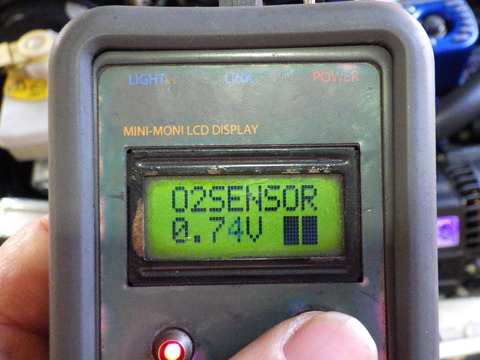 LIGHT LINK POWER
MINI-MONI LCD DISPLAY
O2SENSOR
0.74V